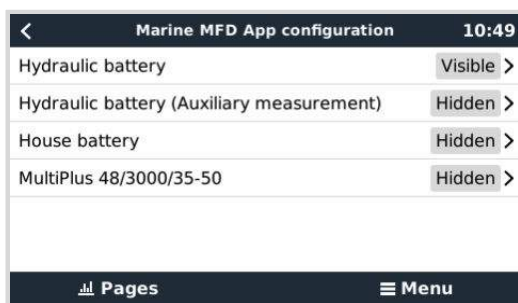 Marine MFD App configuration 10:49
Hydraulic battery Visible
Hydraulic battery (Auxiliary measurement) Hidden
House battery Hidden
MultiPlus 48/3000/35-50 Hidden
Pages Menu